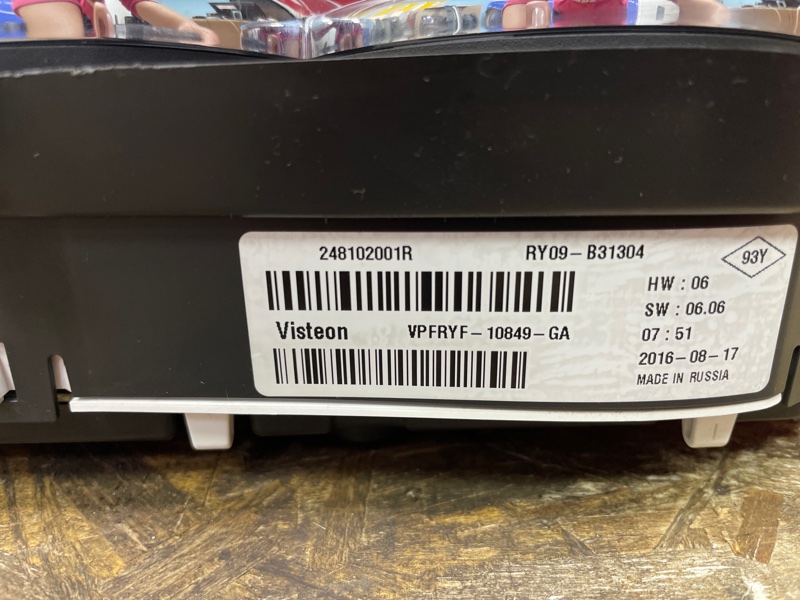 248102001R RY09-B31304 93Y
HW : 06
SW : 06.06
Visteon VPFRYF-10849-GA 07 : 51
2016-08-17
MADE IN RUSSIA